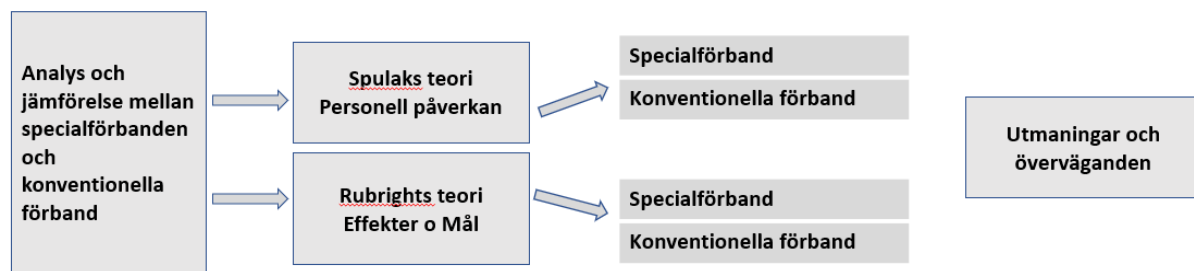 Analys och
jämförelse mellan
specialförbanden
och
konventionella
förband
Spulaks teori
Personell påverkan
Rubrights teori
Effekter o Mål
Specialförband
Konventionella förband
Specialförband
Konventionella förband
Utmaningar och
överväganden